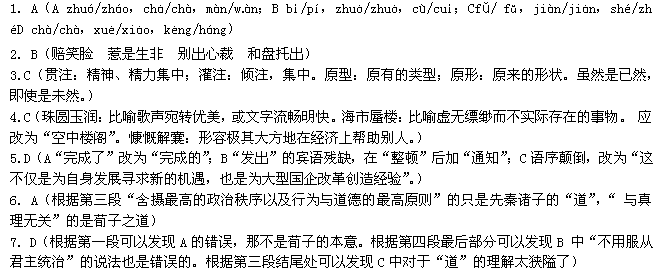 1. A (A zhuó/zháo, chà/chà, màn/w.àn; B bì/pí, zhuó/zhuó, cù/cuì; Cfǔ/ fǔ, jiàn/jián, shé/zh
éD chà/chà, xuè/xiào, kēng/háng)
2. B(赔笑脸 惹是生非 别出心裁 和盘托出)
3.C(贯注:精神、精力集中;灌注:倾注,集中。原型:原有的类型;原形:原来的形状。虽然是已然,
即使是未然。)
4.C(珠圆玉润:比喻歌声宛转优美,或文字流畅明快。海市蜃楼:比喻虚无缥缈而不实际存在的事物。 应
改为“空中楼阁”。慷慨解囊:形容极其大方地在经济上帮助别人。)
5.D(A“完成了”改为“完成的”;B“发出”的宾语残缺,在“整顿”后加“通知”;C语序颠倒,改为“这
不仅是为自身发展寻求新的机遇,也是为大型国企改革创造经验”。)
6. A(根据第三段“含摄最高的政治秩序以及行为与道德的最高原则”的只是先秦诸子的“道”,“ 与真
理无关”的是荀子之道)
7. D(根据第一段可以发现A的错误,那不是荀子的本意。根据第四段最后部分可以发现B 中“不用服从
君主统治”的说法也是错误的。根据第三段结尾处可以发现C中对于“道”的理解太狭隘了)